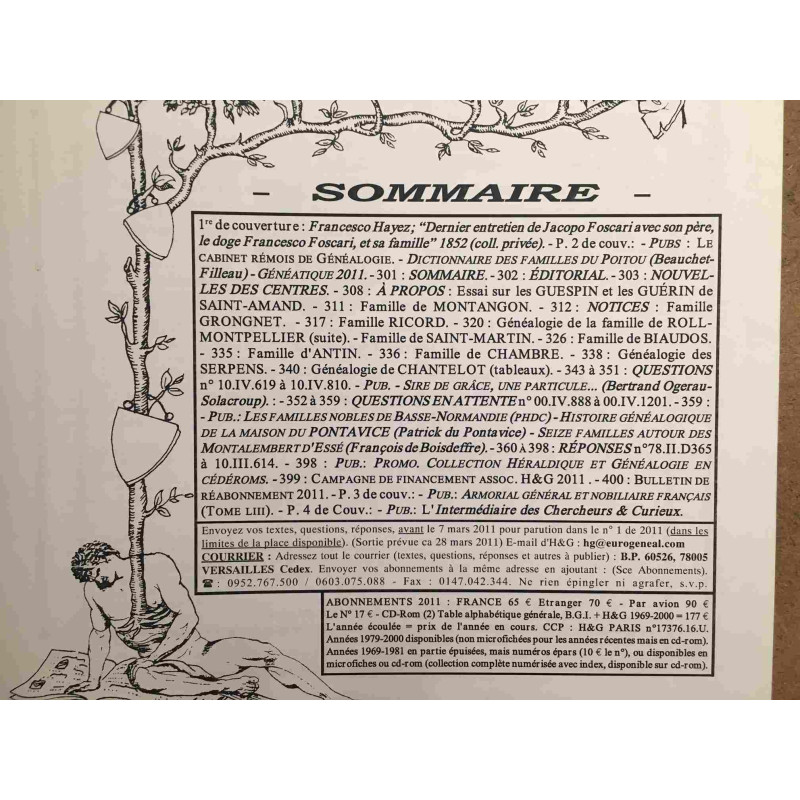 - SOMMAIRE -
1re de couverture : Francesco Hayez; "Dernier entretien de Jacopo Foscari avec son père,
le doge Francesco Foscari, et sa famille" 1852 (coll. privée). - P. 2 de couv.: - PUBS : LE
CABINET RÉMOIS DE GÉNÉALOGIE. - DICTIONNAIRE DES FAMILLES DU POITOU (Beauchet-
Filleau) - GÉNÉATIQUE 2011. - 301 : SOMMAIRE. - 302 : ÉDITORIAL. - 303 : NOUVEL-
LES DES CENTRES. - 308 : À PROPOS : Essai sur les GUESPIN et les GUÉRIN de
SAINT-AMAND. - 311 : Famille de MONTANGON. - 312 : NOTICES : Famille
GRONGNET. - 317 : Famille RICORD. - 320 : Généalogie de la famille de ROLL-
MONTPELLIER (suite). - Famille de SAINT-MARTIN. - 326 : Famille de BIAUDOS.
- 335 : Famille d'ANTIN. - 336 : Famille de CHAMBRE. - 338 : Généalogie des
SERPENS. - 340 : Généalogie de CHANTELOT (tableaux). - 343 à 351 : QUESTIONS
n° 10.IV.619 à 10.IV.810. - PUB. - SIRE DE GRÂCE, UNE PARTICULE... (Bertrand Ogerau-
Solacroup). : - 352 à 359 : QUESTIONS EN ATTENTE n° 00.IV.888 à 00.IV.1201. - 359 :
- PUB.: LES FAMILLES NOBLES DE BASSE-NORMANDIE (PHDC) - HISTOIRE GÉNÉALOGIQUE
DE LA MAISON DU PONTAVICE (Patrick du Pontavice) - SEIZE FAMILLES AUTOUR DES
MONTALEMBERT D'ESSÉ (François de Boisdeffre). - 360 À 398 : RÉPONSES n°78.II.D365
à 10.III.614. - 398 : PUB.: PROMO. COLLECTION HÉRALDIQUE ET GÉNÉALOGIE EN
CÉDÉROMS. - 399 : CAMPAGNE DE FINANCEMENT ASSOC. H&G 2011. - 400 : BULLETIN DE
RÉABONNEMENT 2011. - P. 3 de couv.: - PUB.: ARMORIAL GÉNÉRAL ET NOBILIAIRE FRANÇAIS
(TOME LIII). - P. 4 de Couv.: - PUB.: L'Intermédiaire des Chercheurs & Curieux.
Envoyez vos textes, questions, réponses, avant le 7 mars 2011 pour parution dans le n° 1 de 2011 (dans les
limites de la place disponible). (Sortie prévue ca 28 mars 2011) E-mail d'H&G : hg@eurogeneal.com
COURRIER : Adressez tout le courrier (textes, questions, réponses et autres à publier) : B.P. 60526, 78005
VERSAILLES Cedex. Envoyer vos abonnements à la même adresse en ajoutant : (See Abonnements).
☎ : 0952.767.500 / 0603.075.088 - Fax : 0147.042.344. Ne rien épingler ni agrafer, s.v.p.
ABONNEMENTS 2011 : FRANCE 65 € Etranger 70 € - Par avion 90 €
Le N° 17 € - CD-Rom (2) Table alphabétique générale, B.G.I. + H&G 1969-2000 = 177 €
L'année écoulée = prix de l'année en cours. CCP : H&G PARIS n°17376.16.U.
Années 1979-2000 disponibles (non microfichées pour les années récentes mais en cd-rom).
Années 1969-1981 en partie épuisées, mais numéros épars (10 € le n°), ou disponibles en
microfiches ou cd-rom (collection complète numérisée avec index, disponible sur cd-rom).